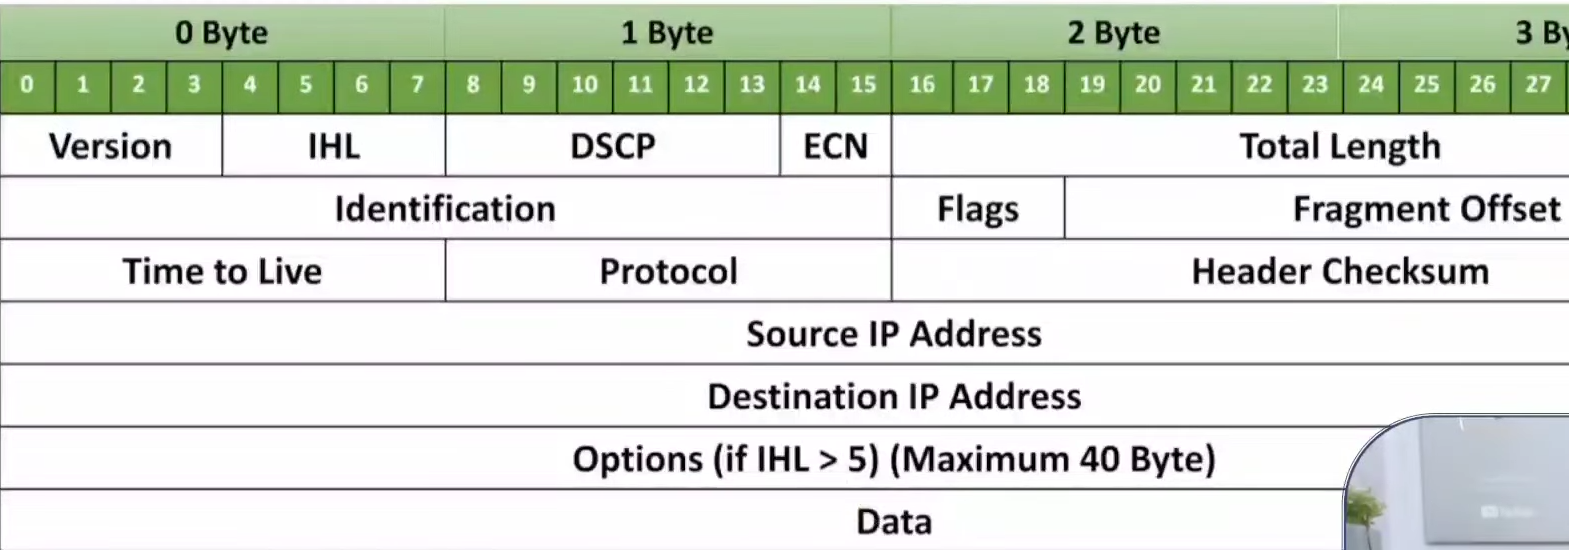 0 Byte 1 Byte 2 Byte 3 By
0 1 2 3 4 5 6 7 8 9 10 11 12 13 14 15 16 17 18 19 20 21 22 23 24 25 26 27
Version IHL DSCP ECN Total Length
Identification Flags Fragment Offset
Time to Live Protocol Header Checksum
Source IP Address
Destination IP Address
Options (if IHL > 5) (Maximum 40 Byte)
Data